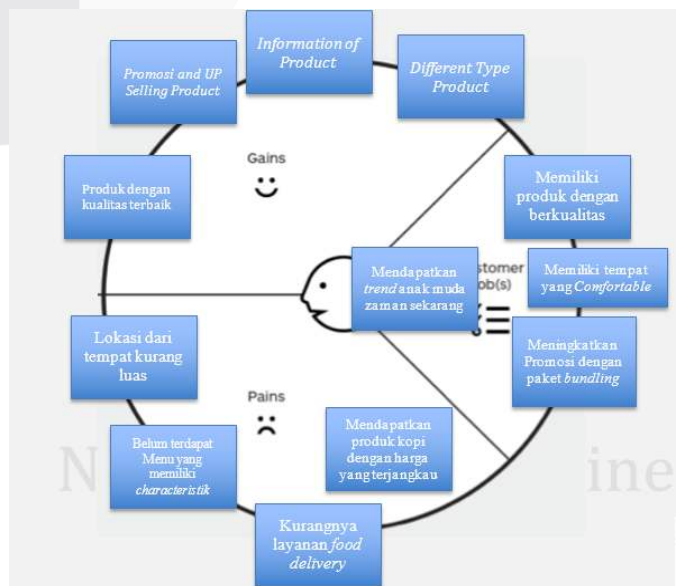 Information of
Product
Promosi and UP
Selling Product
Different Type
Product
Gains
Produk dengan
kualitas terbaik
Memiliki
produk dengan
berkualitas
Mendapatkan
trend anak muda
zaman sekarang
Memiliki tempat
yang Comfortable
Lokasi dari
tempat kurang
luas
Meningkatkan
Promosi dengan
paket bundling
Pains
Belum terdapat
Menu yang
memiliki
characteristik
Mendapatkan
produk kopi
dengan harga
yang terjangkau
Kurangnya
layanan food
delivery